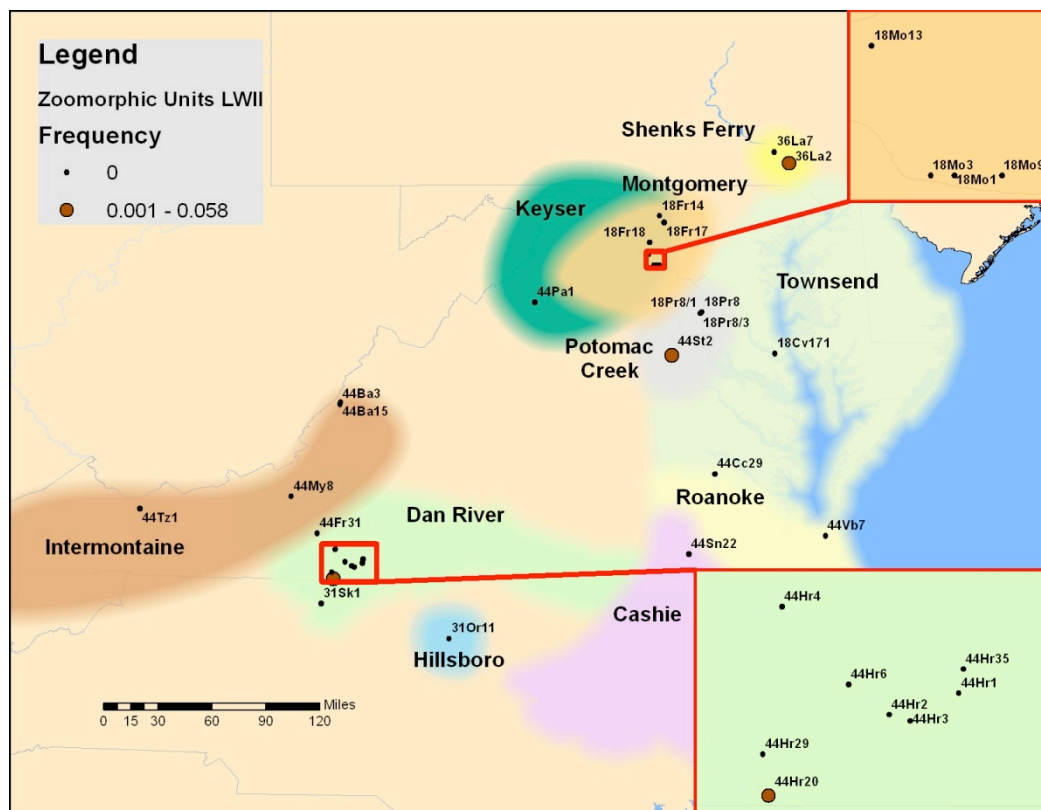 Legend
Zoomorphic Units LWII
Frequency
0
0.001 - 0.058
18Mo13
18Mo3
18Mo1
18Mo9
Shenks Ferry
36La7
36La2
Montgomery
Keyser
18Fr14
18Fr17
18Fr18
Townsend
44Pa1
18Pr8/1
18Pr8
18Pr8/3
44St2
Potomac
Creek
18Cv171
44Ba3
44Ba15
44Cc29
Roanoke
44My8
44Tz1
Dan River
44Fr31
44Vb7
Intermontaine
44Sn22
31Sk1
Cashie
31Or11
Hillsboro
44Hr4
44Hr35
44Hr6
44Hr1
44Hr2
44Hr3
44Hr29
44Hr20
Miles
0 15 30 60 90 120